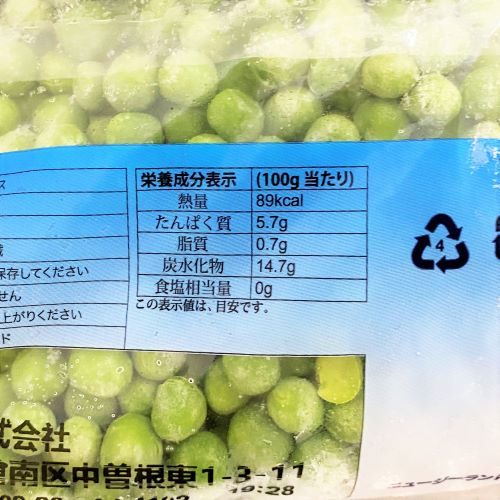 ス
栄養成分表示 (100g 当たり)
熱量 89kcal
たんぱく質 5.7g
脂質 0.7g
炭水化物 14.7g
食塩相当量 0g
この表示値は、目安です。
保存してください
せん
上がりください
ド
4
式会社
南区中曽根東1-3-11
19:28
ニュージーラン